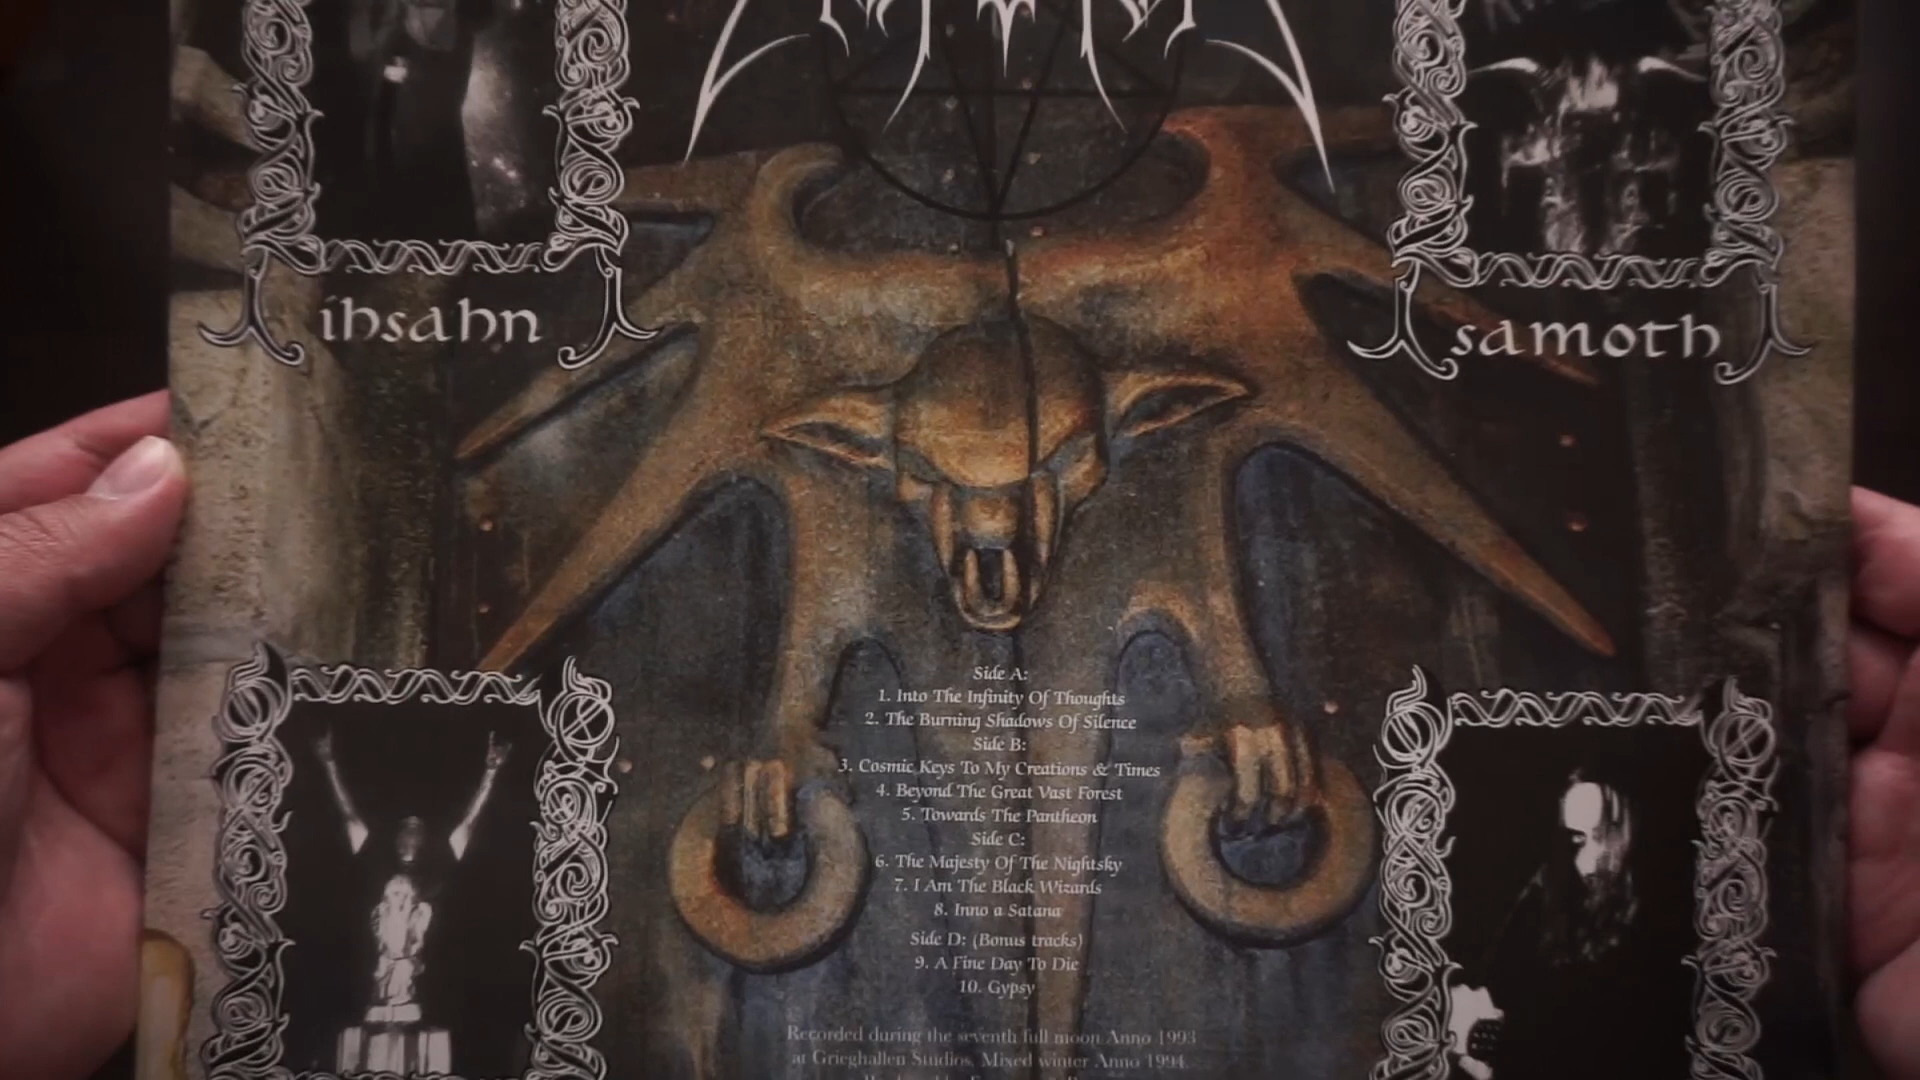 ihsahn
samoth
Side A:
1. Into The Infinity Of Thoughts
2. The Burning Shadows Of Silence
Side B:
3. Cosmic Keys To My Creations & Times
4. Beyond The Great Vast Forest
5. Towards The Pantheon
Side C:
6. The Majesty Of The Nightsky
7. I Am The Black Wizards
8. Inno a Satana
Side D: (Bonus tracks)
9. A Fine Day To Die
10. Gypsy
Recorded during the seventh full moon Anno 1993
at Grieghallen Studios. Mixed winter Anno 1994.